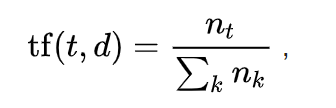 tf(t, d) = n_t / ∑_k n_k ,